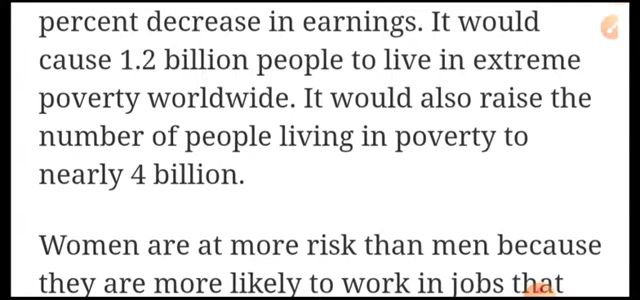 percent decrease in earnings. It would
cause 1.2 billion people to live in extreme
poverty worldwide. It would also raise the
number of people living in poverty to
nearly 4 billion.
Women are at more risk than men because
they are more likely to work in jobs that